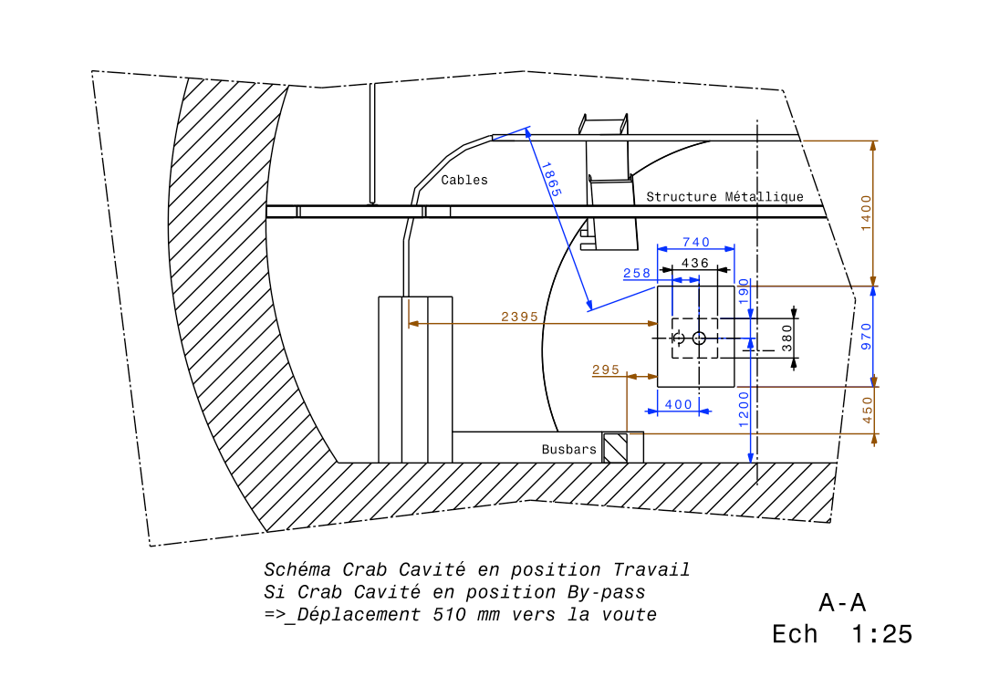 1865
Cables
Structure Métallique
1400
740
436
258
190
2395
380
970
295
400
1200
450
Busbars
Schéma Crab Cavité en position Travail
Si Crab Cavité en position By-pass
=>_Déplacement 510 mm vers la voute
A-A
Ech 1:25